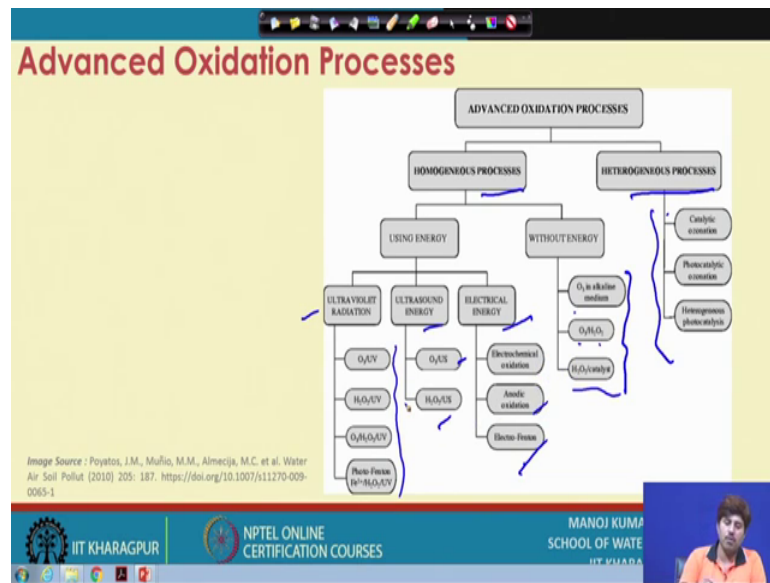 Advanced Oxidation Processes
ADVANCED OXIDATION PROCESSES
HOMOGENEOUS PROCESSES
HETEROGENEOUS PROCESSES
USING ENERGY
WITHOUT ENERGY
Catalytic
ozonation
Photocatalytic
ozonation
Heterogeneous
photocatalysis
ULTRAVIOLET
RADIATION
ULTRASOUND
ENERGY
ELECTRICAL
ENERGY
O₃ in alkaline
medium
O₃/H₂O₂
H₂O₂/catalyst
O₃/UV
H₂O₂/UV
O₃/H₂O₂/UV
Photo-Fenton
Fe²⁺/H₂O₂/UV
O₃/US
H₂O₂/US
Electrochemical
oxidation
Anodic
oxidation
Electro-Fenton
Image Source : Poyatos, J.M., Muñio, M.M., Almecija, M.C. et al. Water
Air Soil Pollut (2010) 205: 187. https://doi.org/10.1007/s11270-009-
0065-1
IIT KHARAGPUR
NPTEL ONLINE
CERTIFICATION COURSES
MANOJ KUMA
SCHOOL OF WATE
IIT KHARA